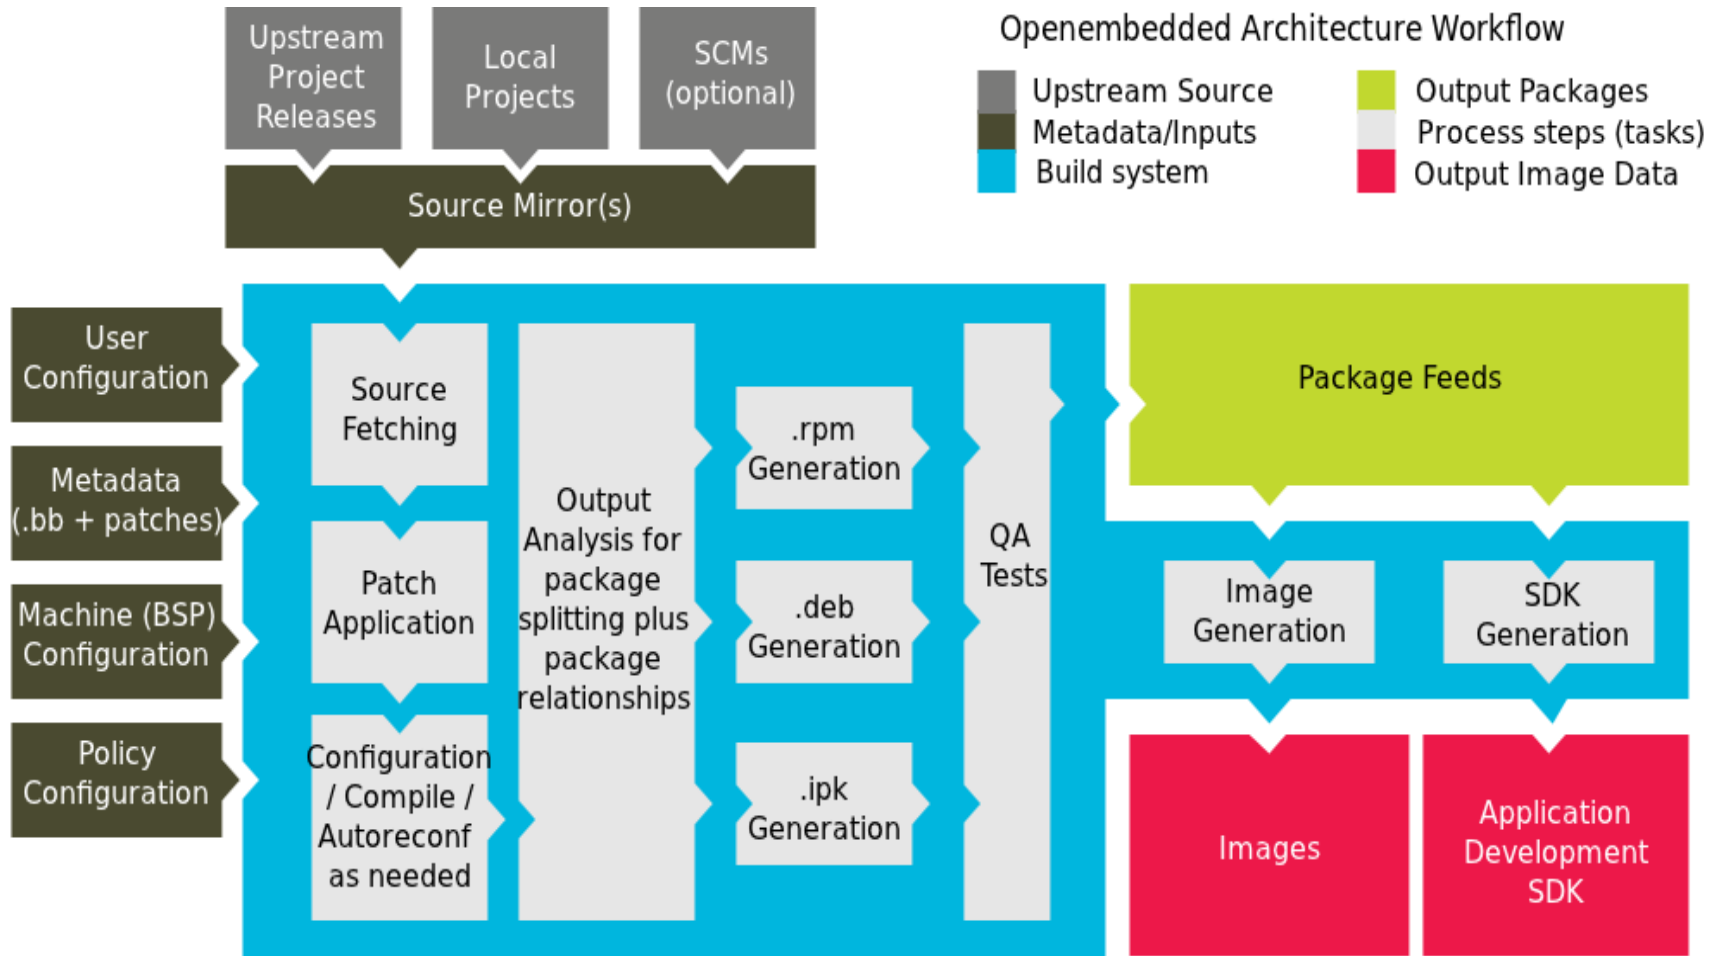 Openembedded Architecture Workflow
Upstream Source
Metadata/Inputs
Build system
Output Packages
Process steps (tasks)
Output Image Data
Upstream
Project
Releases
Local
Projects
SCMs
(optional)
Source Mirror(s)
User
Configuration
Metadata
(.bb + patches)
Machine (BSP)
Configuration
Policy
Configuration
Source
Fetching
Patch
Application
Configuration
/ Compile /
Autoreconf
as needed
Output
Analysis for
package
splitting plus
package
relationships
.rpm
Generation
.deb
Generation
.ipk
Generation
QA
Tests
Package Feeds
Image
Generation
SDK
Generation
Images
Application
Development
SDK